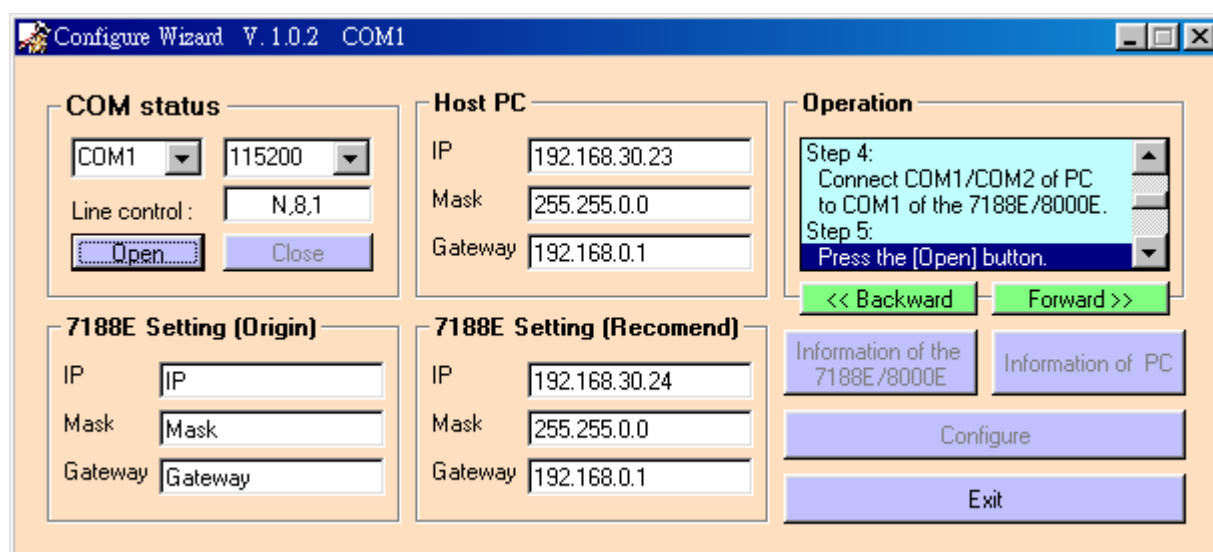 Configure Wizard V. 1.0.2 COM1
COM status
COM1
115200
Line control :
N,8,1
Open
Close
Host PC
IP
192.168.30.23
Mask
255.255.0.0
Gateway
192.168.0.1
Operation
Step 4:
Connect COM1/COM2 of PC
to COM1 of the 7188E/8000E.
Step 5:
Press the [Open] button.
<< Backward
Forward >>
7188E Setting (Origin)
IP
IP
Mask
Mask
Gateway
Gateway
7188E Setting (Recomend)
IP
192.168.30.24
Mask
255.255.0.0
Gateway
192.168.0.1
Information of the
7188E/8000E
Information of PC
Configure
Exit